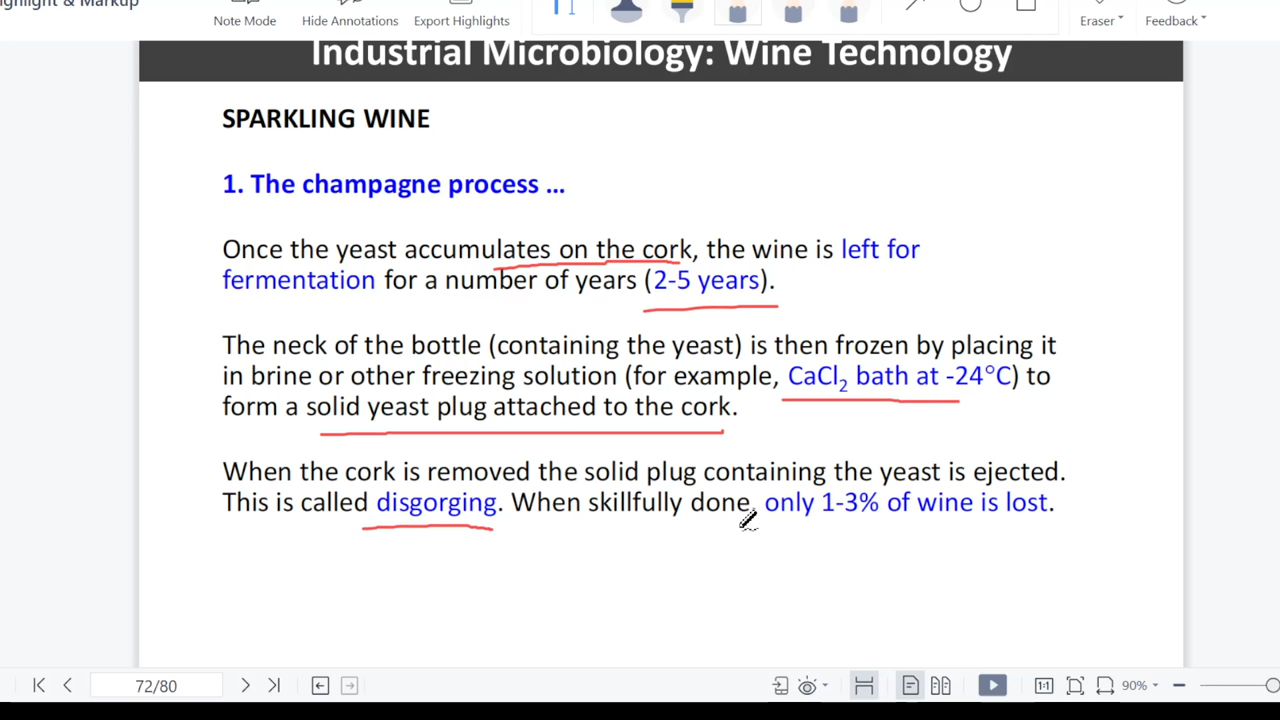 ighlight & Markup
Note Mode
Hide Annotations
Export Highlights
Eraser
Feedback
Industrial Microbiology: Wine Technology
SPARKLING WINE
1. The champagne process ...
Once the yeast accumulates on the cork, the wine is left for
fermentation for a number of years (2-5 years).
The neck of the bottle (containing the yeast) is then frozen by placing it
in brine or other freezing solution (for example, CaCl₂ bath at -24°C) to
form a solid yeast plug attached to the cork.
When the cork is removed the solid plug containing the yeast is ejected.
This is called disgorging. When skillfully done, only 1-3% of wine is lost.
72/80
1:1
90%